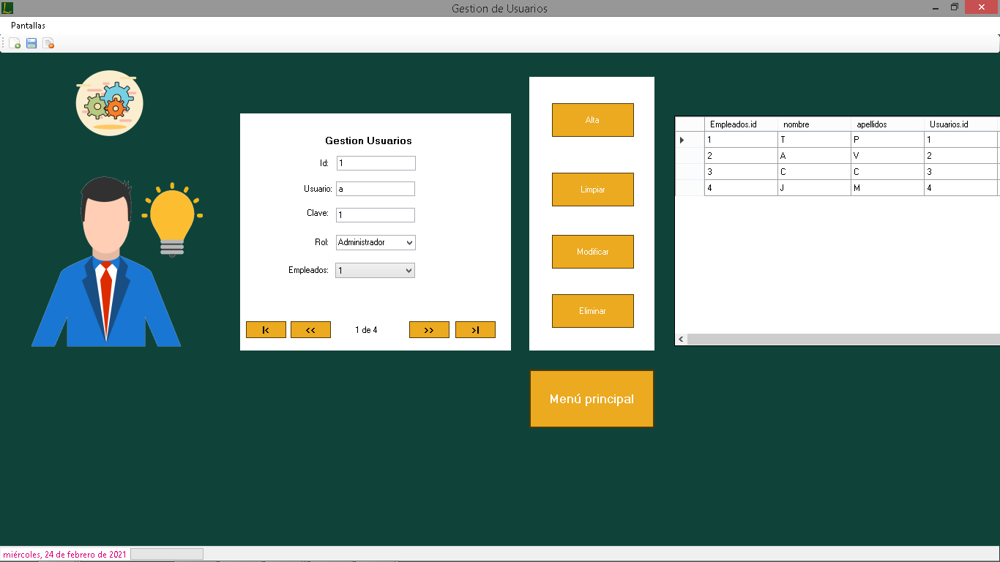 Gestion de Usuarios
Pantallas
Gestion Usuarios
Id: 1
Usuario: a
Clave: 1
Rol: Administrador
Empleados: 1
|< << 1 de 4 >> >|
Alta
Limpiar
Modificar
Eliminar
Menú principal
Empleados.id nombre apellidos Usuarios.id
1 T P 1
2 A V 2
3 C C 3
4 J M 4
miércoles, 24 de febrero de 2021